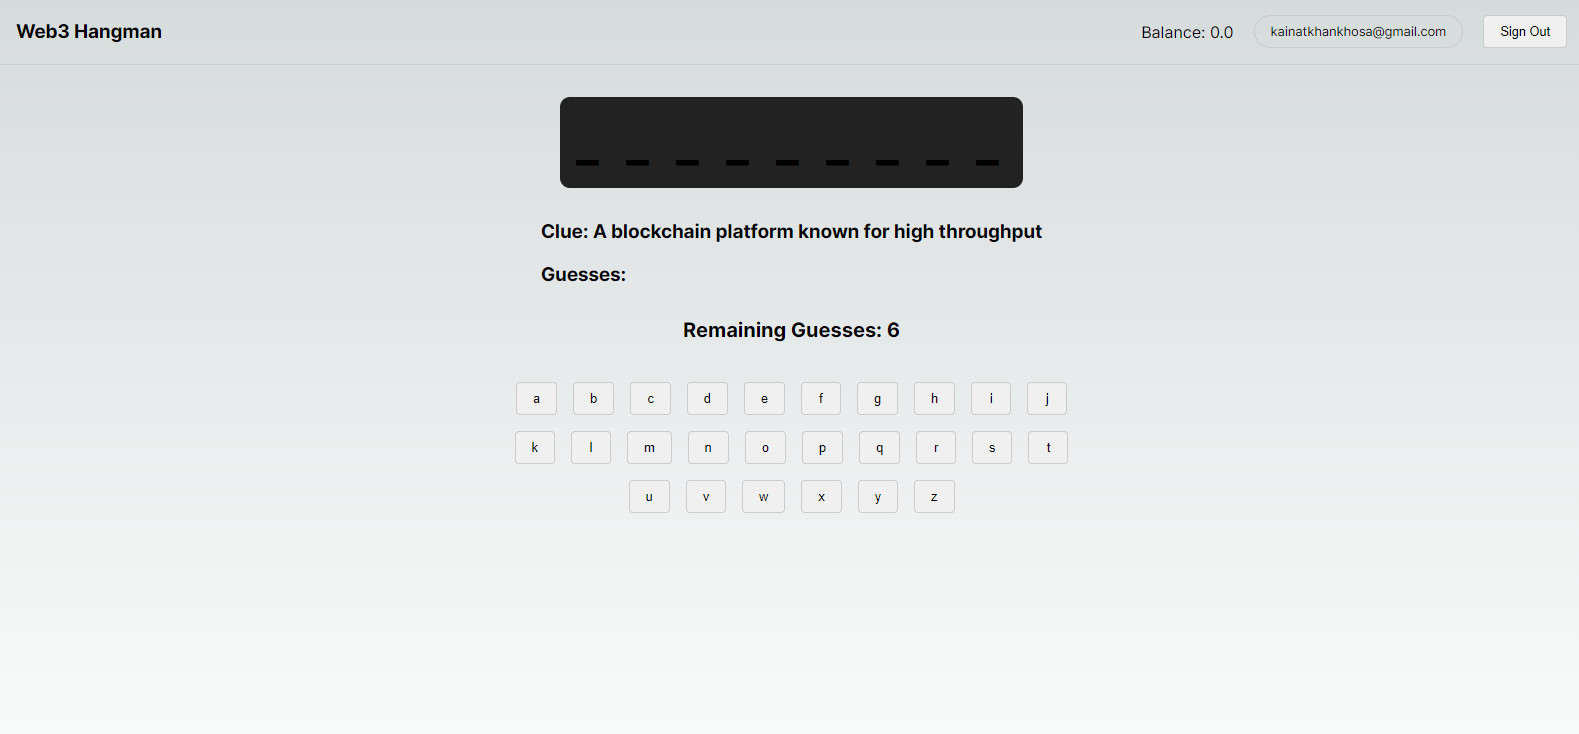 Web3 Hangman Balance: 0.0 kainatkhankhosa@gmail.com Sign Out
_ _ _ _ _ _ _ _ _
Clue: A blockchain platform known for high throughput
Guesses:
Remaining Guesses: 6
a b c d e f g h i j
k l m n o p q r s t
u v w x y z